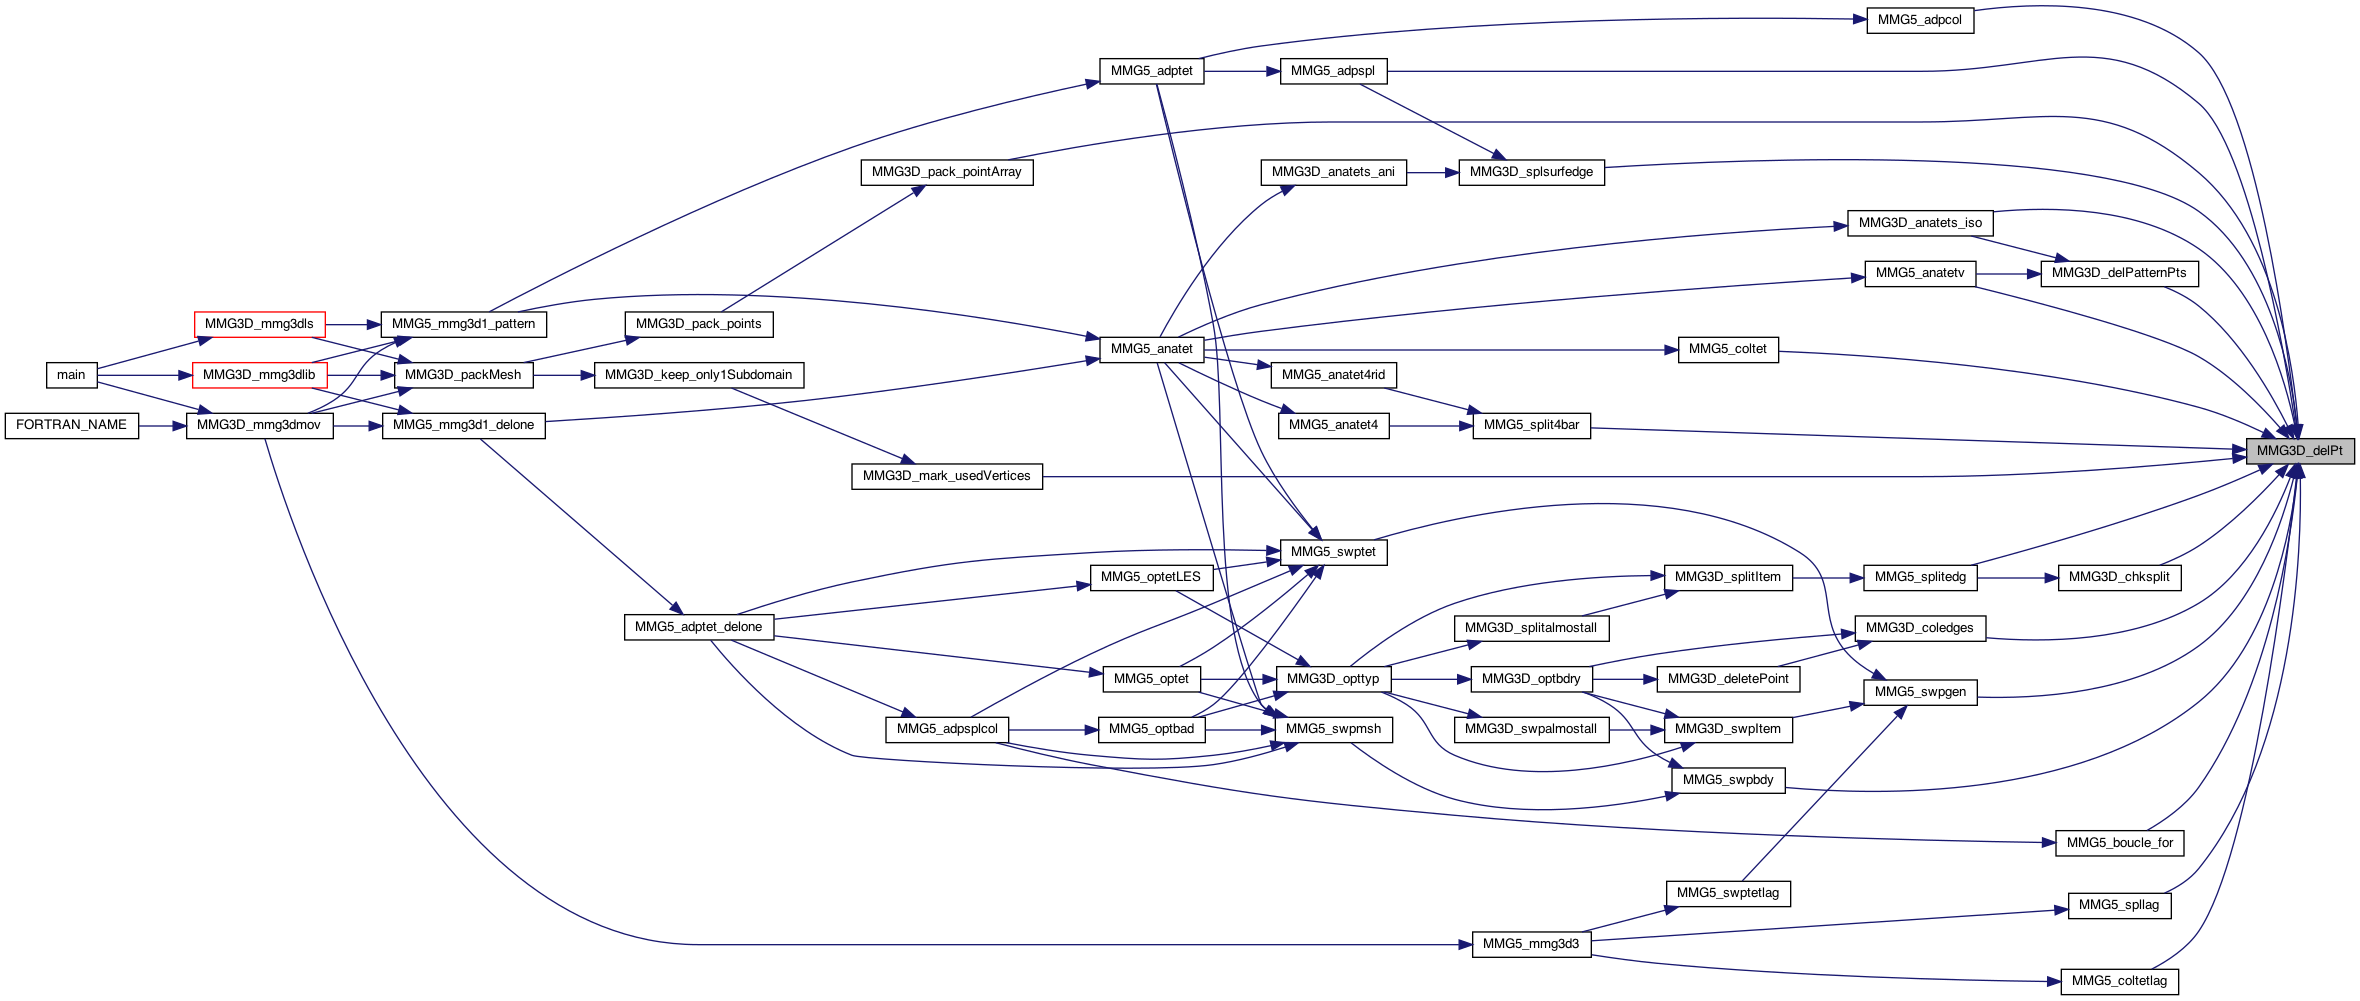 MMG5_adpcol
MMG5_adptet
MMG5_adpspl
MMG3D_pack_pointArray
MMG3D_anatets_ani
MMG3D_splsurfedge
MMG3D_anatets_iso
MMG5_anatetv
MMG3D_delPatternPts
MMG3D_mmg3dls
MMG5_mmg3d1_pattern
MMG3D_pack_points
MMG5_anatet
MMG5_coltet
main
MMG3D_mmg3dlib
MMG3D_packMesh
MMG3D_keep_only1Subdomain
MMG5_anatet4rid
FORTRAN_NAME
MMG3D_mmg3dmov
MMG5_mmg3d1_delone
MMG5_anatet4
MMG5_split4bar
MMG3D_delPt
MMG3D_mark_usedVertices
MMG5_swptet
MMG5_optetLES
MMG3D_splitItem
MMG5_splitedg
MMG3D_chksplit
MMG5_adptet_delone
MMG3D_splitalmostall
MMG3D_coledges
MMG5_optet
MMG3D_opttyp
MMG3D_optbdry
MMG3D_deletePoint
MMG5_swpgen
MMG5_adpsplcol
MMG5_optbad
MMG5_swpmsh
MMG3D_swpalmostall
MMG3D_swpItem
MMG5_swpbdy
MMG5_boucle_for
MMG5_swptetlag
MMG5_spllag
MMG5_mmg3d3
MMG5_coltetlag